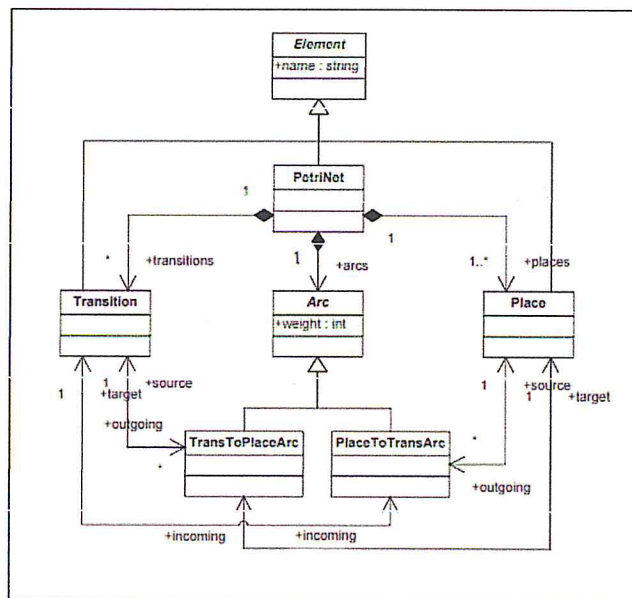 Element
+name : string
PetriNet
1
1
1
*
+transitions
+arcs
1..*
+places
Transition
Arc
Place
+weight : int
1
1
+source
+target
+outgoing
*
1
1
+source
+target
*
+outgoing
TransToPlaceArc
PlaceToTransArc
+incoming
+incoming